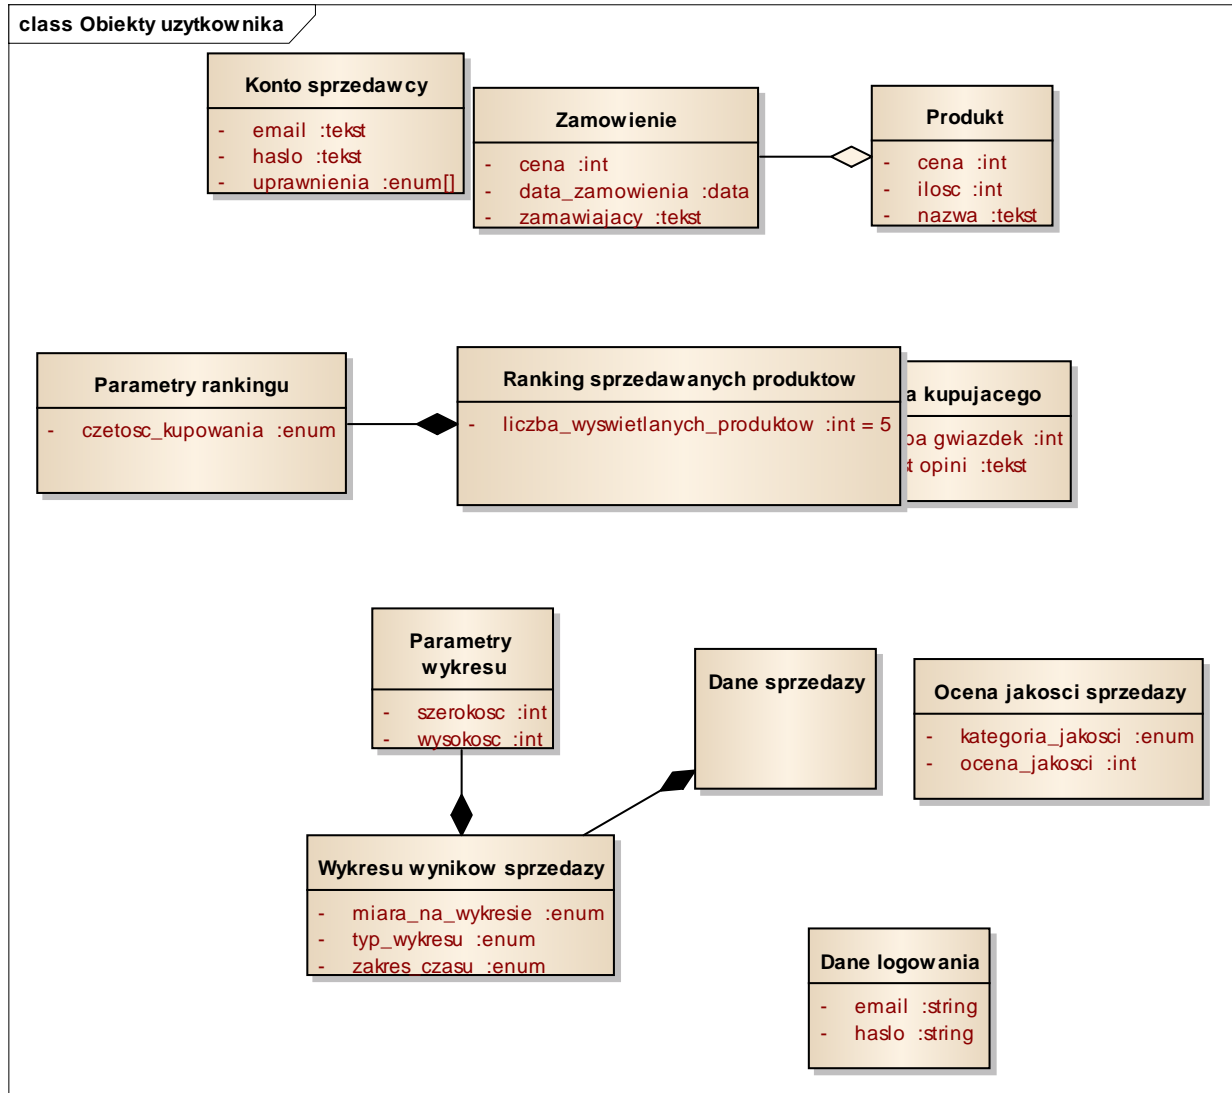 class Obiekty uzytkownika
Konto sprzedawcy
- email :tekst
- haslo :tekst
- uprawnienia :enum[]
Zamowienie
- cena :int
- data_zamowienia :data
- zamawiajacy :tekst
Produkt
- cena :int
- ilosc :int
- nazwa :tekst
Parametry rankingu
- czetosc_kupowania :enum
Ranking sprzedawanych produktow
- liczba_wyswietlanych_produktow :int = 5
kupujacego
gwiazdek :int
opini :tekst
Parametry
wykresu
- szerokosc :int
- wysokosc :int
Dane sprzedazy
Ocena jakosci sprzedazy
- kategoria_jakosci :enum
- ocena_jakosci :int
Wykresu wynikow sprzedazy
- miara_na_wykresie :enum
- typ_wykresu :enum
- zakres_czasu :enum
Dane logowania
- email :string
- haslo :string